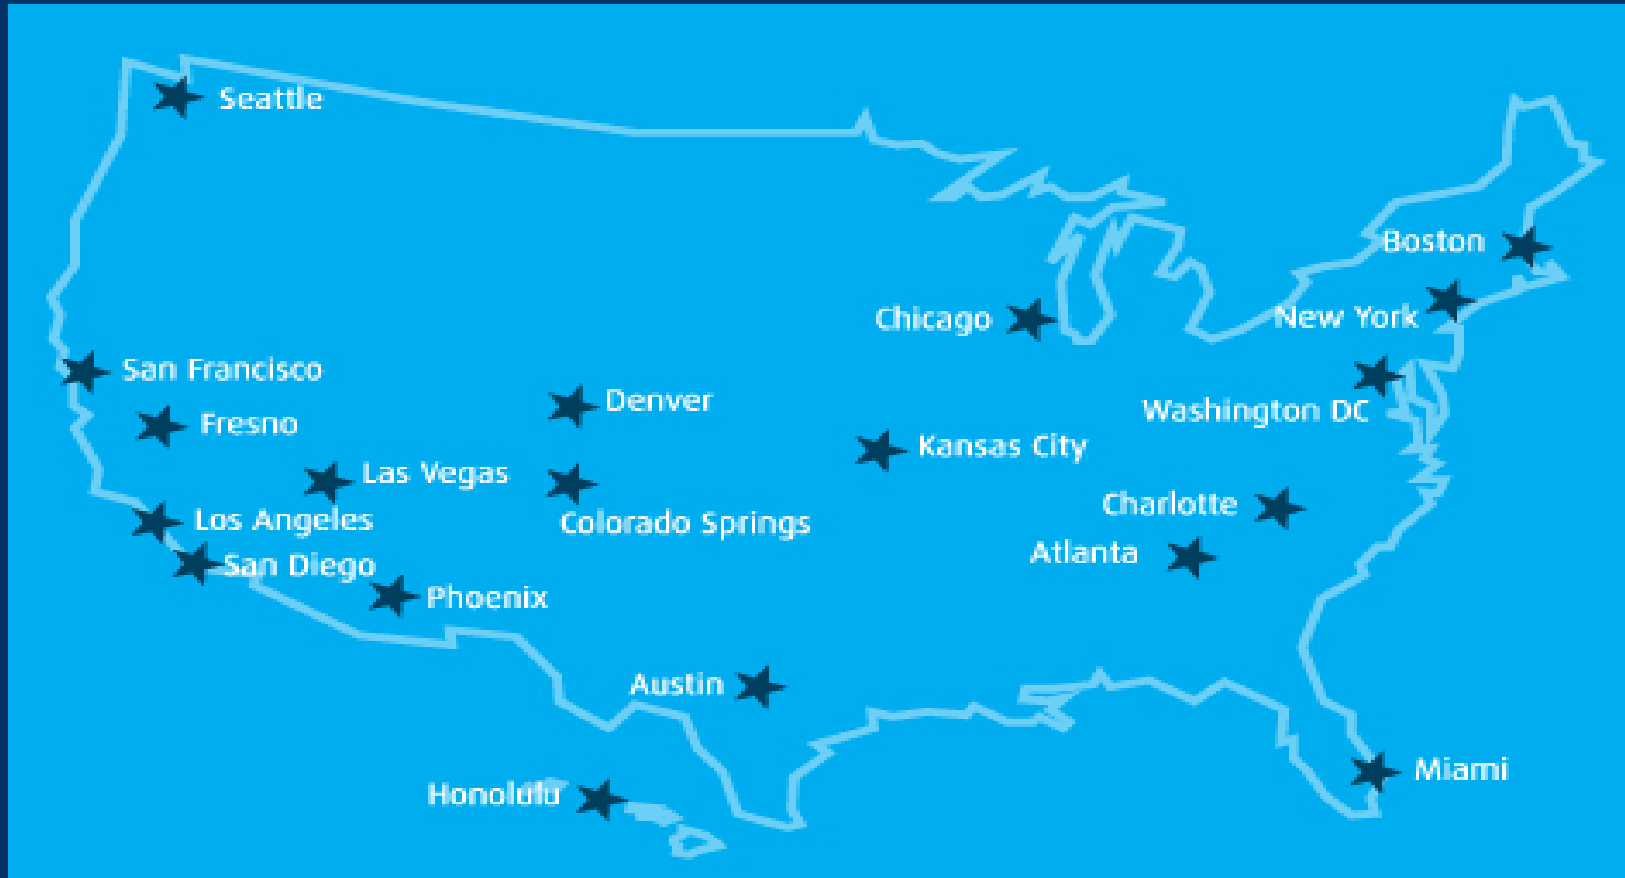 Seattle
Boston
Chicago
New York
San Francisco
Denver
Washington DC
Fresno
Kansas City
Las Vegas
Charlotte
Los Angeles
Colorado Springs
Atlanta
San Diego
Phoenix
Austin
Miami
Honolulu